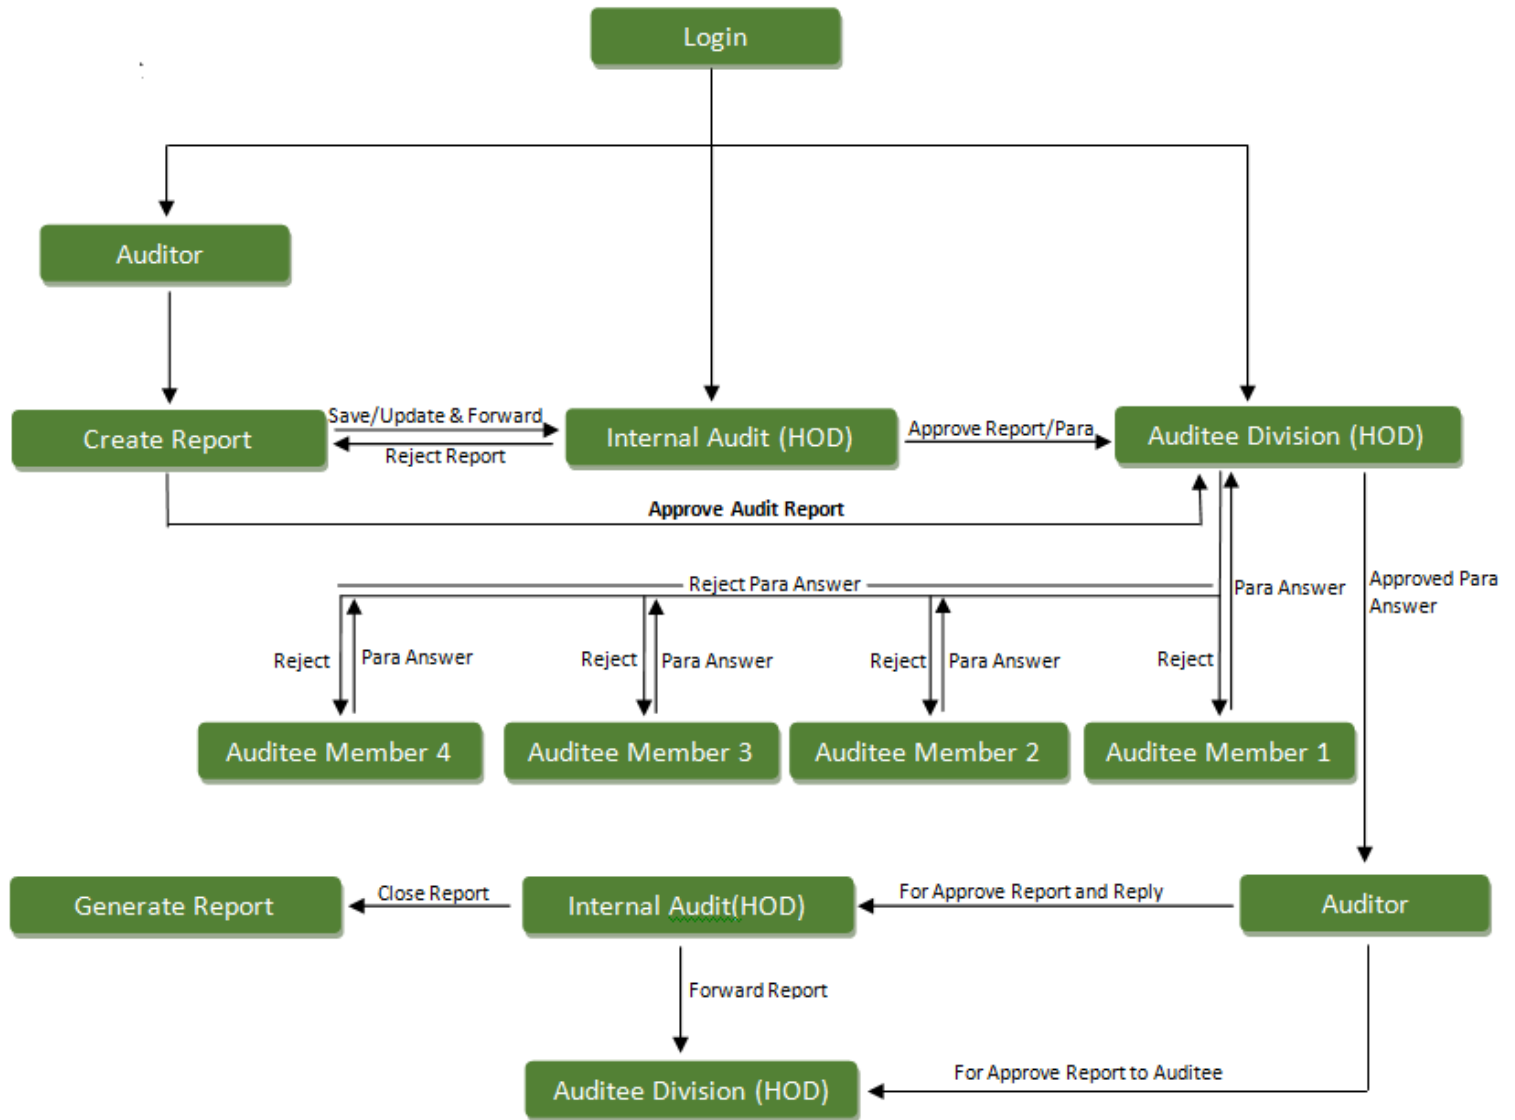 Login
Auditor
Create Report
Save/Update & Forward
Reject Report
Internal Audit (HOD)
Approve Report/Para
Auditee Division (HOD)
Approve Audit Report
Reject Para Answer
Para Answer
Approved Para
Answer
Reject
Para Answer
Reject
Para Answer
Reject
Para Answer
Reject
Auditee Member 4
Auditee Member 3
Auditee Member 2
Auditee Member 1
Generate Report
Close Report
Internal Audit(HOD)
For Approve Report and Reply
Auditor
Forward Report
Auditee Division (HOD)
For Approve Report to Auditee